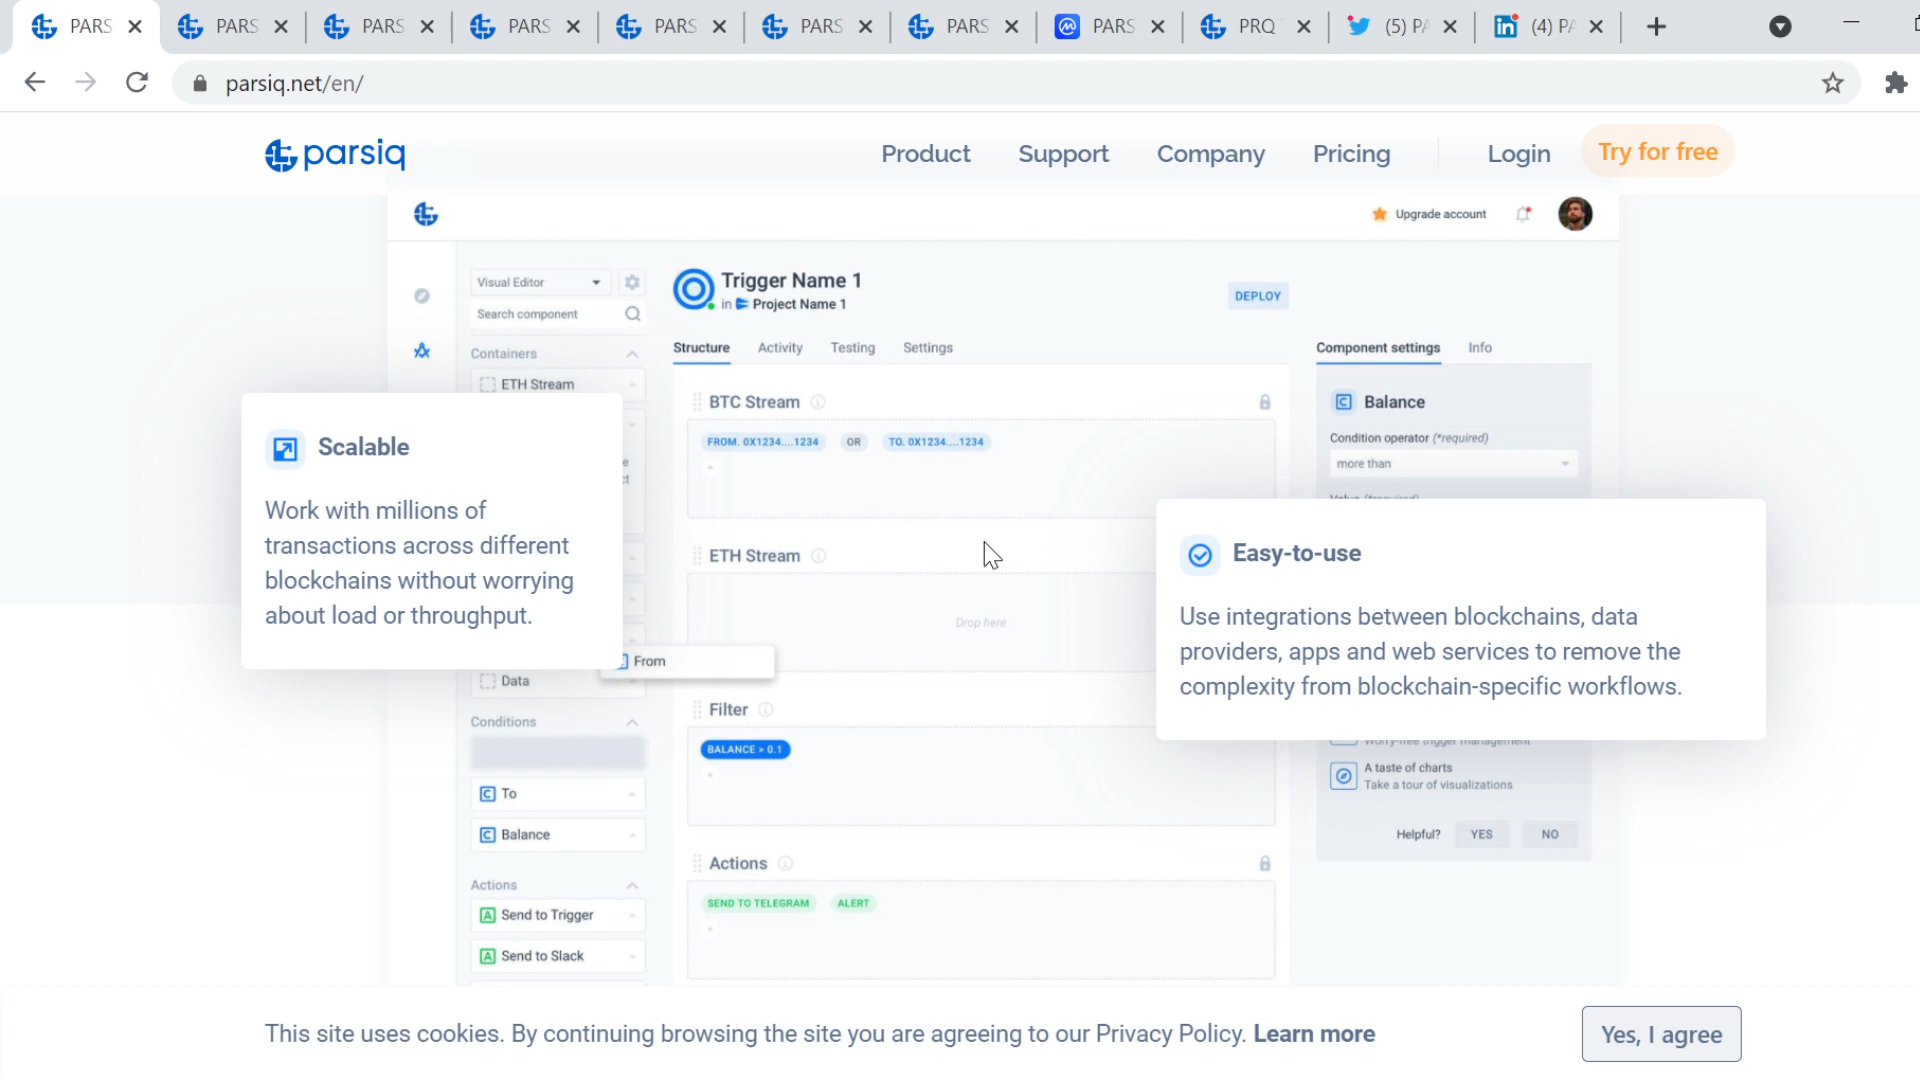 PARS
PARS
PARS
PARS
PARS
PARS
PARS
PARS
PRQ
(5) PA
(4) PA
parsiq.net/en/
parsiq
Product
Support
Company
Pricing
Login
Try for free
Upgrade account
Visual Editor
Search component
Trigger Name 1
in Project Name 1
DEPLOY
Containers
ETH Stream
Structure
Activity
Testing
Settings
Component settings
Info
BTC Stream
FROM. 0X1234....1234
OR
TO. 0X1234....1234
Balance
Condition operator (*required)
more than
Scalable
Work with millions of
transactions across different
blockchains without worrying
about load or throughput.
ETH Stream
Drop here
Easy-to-use
Use integrations between blockchains, data
providers, apps and web services to remove the
complexity from blockchain-specific workflows.
From
Data
Conditions
To
Balance
Filter
BALANCE > 0.1
A taste of charts
Take a tour of visualizations
Helpful?
YES
NO
Actions
Send to Trigger
Send to Slack
Actions
SEND TO TELEGRAM
ALERT
This site uses cookies. By continuing browsing the site you are agreeing to our Privacy Policy. Learn more
Yes, I agree